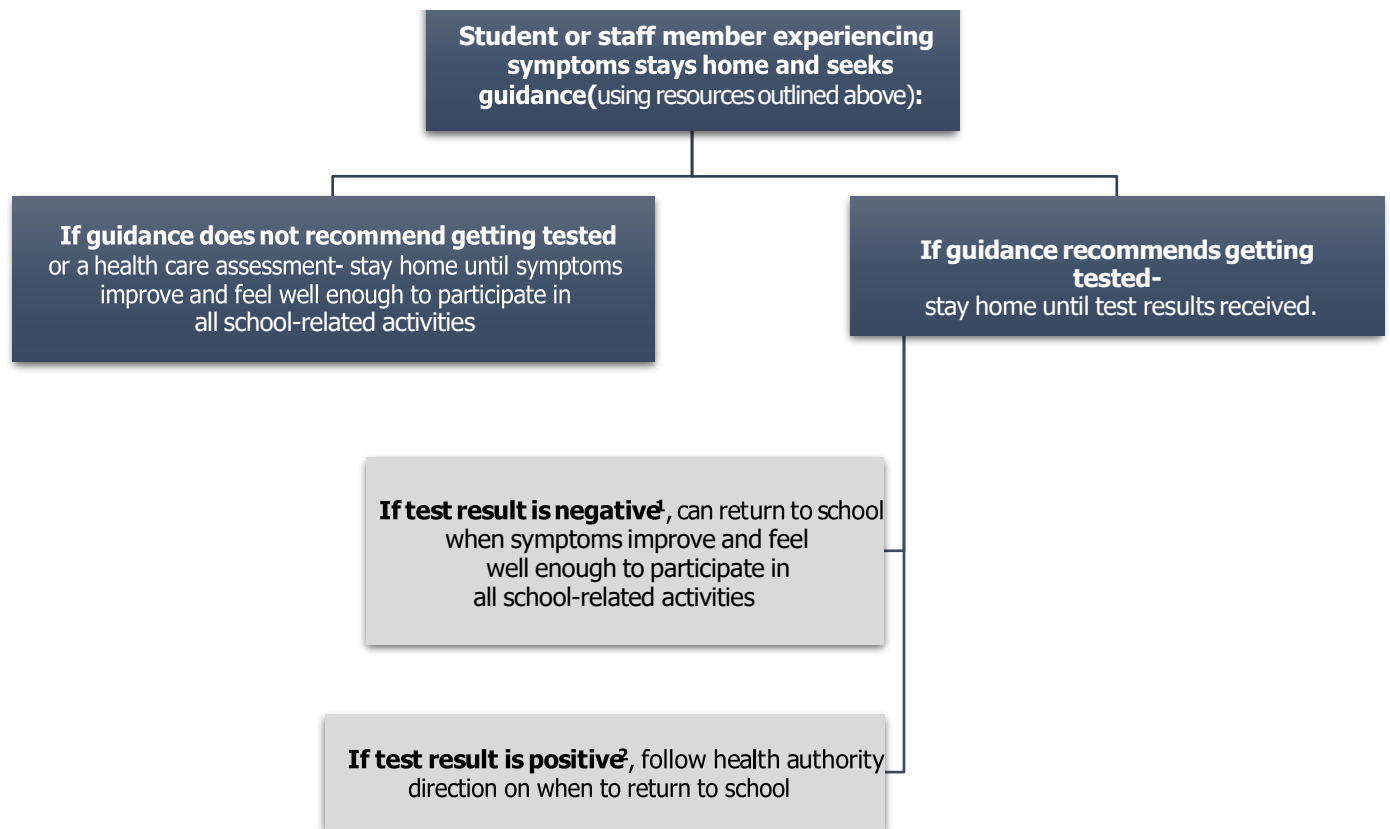 Student or staff member experiencing
symptoms stays home and seeks
guidance(using resources outlined above):
If guidance does not recommend getting tested
or a health care assessment- stay home until symptoms
improve and feel well enough to participate in
all school-related activities
If guidance recommends getting
tested-
stay home until test results received.
If test result is negative¹, can return to school
when symptoms improve and feel
well enough to participate in
all school-related activities
If test result is positive², follow health authority
direction on when to return to school